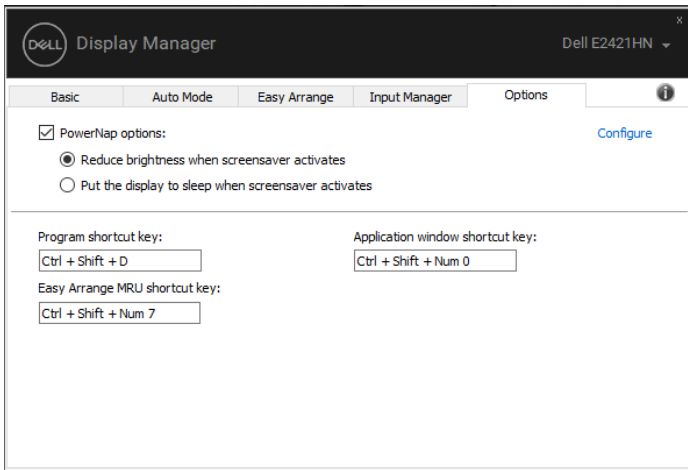 x
DELL Display Manager Dell E2421HN
Basic Auto Mode Easy Arrange Input Manager Options
PowerNap options: Configure
Reduce brightness when screensaver activates
Put the display to sleep when screensaver activates
Program shortcut key: Application window shortcut key:
Ctrl + Shift + D Ctrl + Shift + Num 0
Easy Arrange MRU shortcut key:
Ctrl + Shift + Num 7